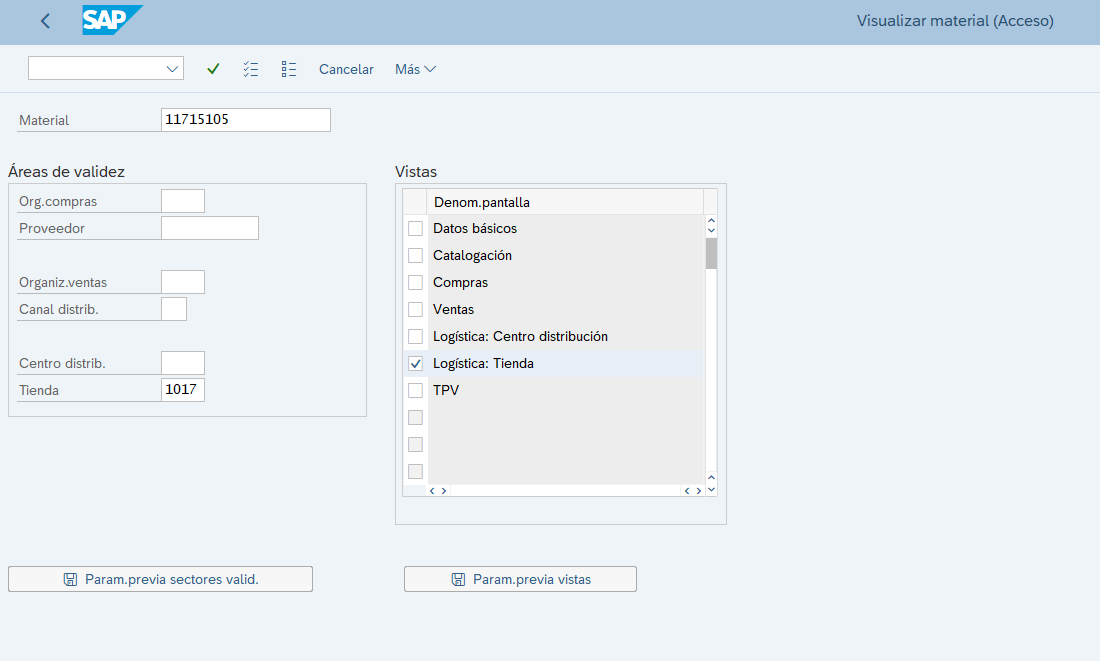 SAP
Visualizar material (Acceso)
Cancelar Más
Material 11715105
Áreas de validez
Org.compras
Proveedor
Organiz.ventas
Canal distrib.
Centro distrib.
Tienda 1017
Vistas
Denom.pantalla
Datos básicos
Catalogación
Compras
Ventas
Logística: Centro distribución
Logística: Tienda
TPV
Param.previa sectores valid.
Param.previa vistas